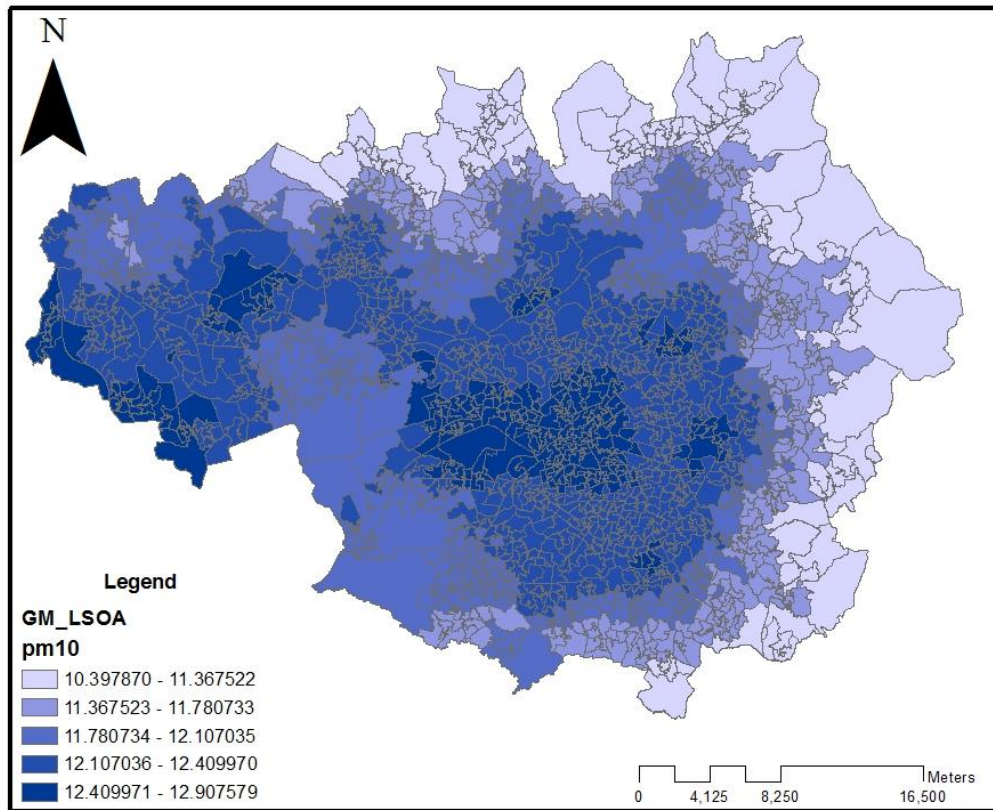 N
Legend
GM_LSOA
pm10
10.397870 - 11.367522
11.367523 - 11.780733
11.780734 - 12.107035
12.107036 - 12.409970
12.409971 - 12.907579
Meters
0 4,125 8,250 16,500